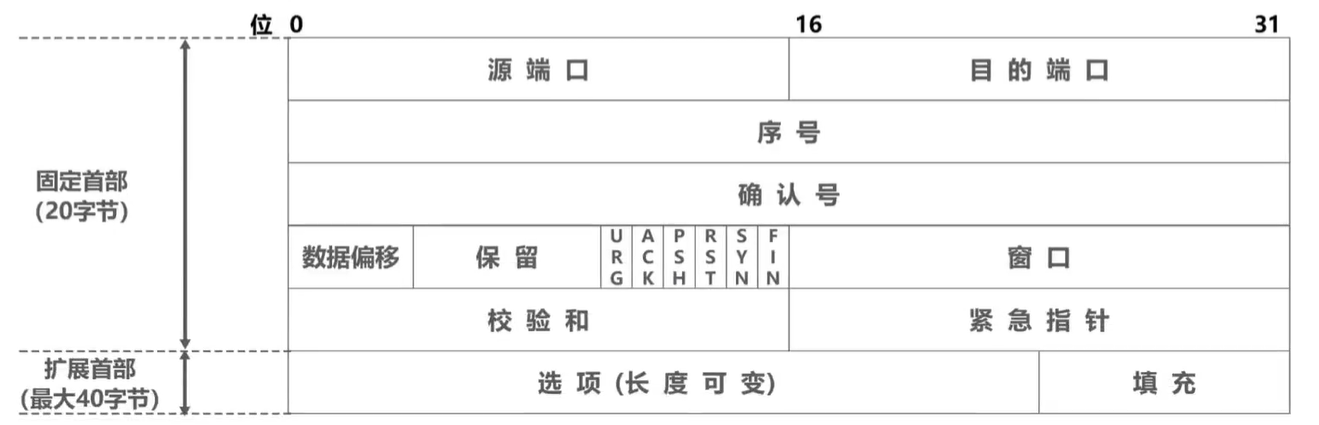 位 0 16 31
源端口 目的端口
序号
确认号
固定首部
(20字节)
数据偏移 保留 URG ACK PSH RST SYN FIN 窗口
校验和 紧急指针
扩展首部
(最大40字节)
选项(长度可变) 填充